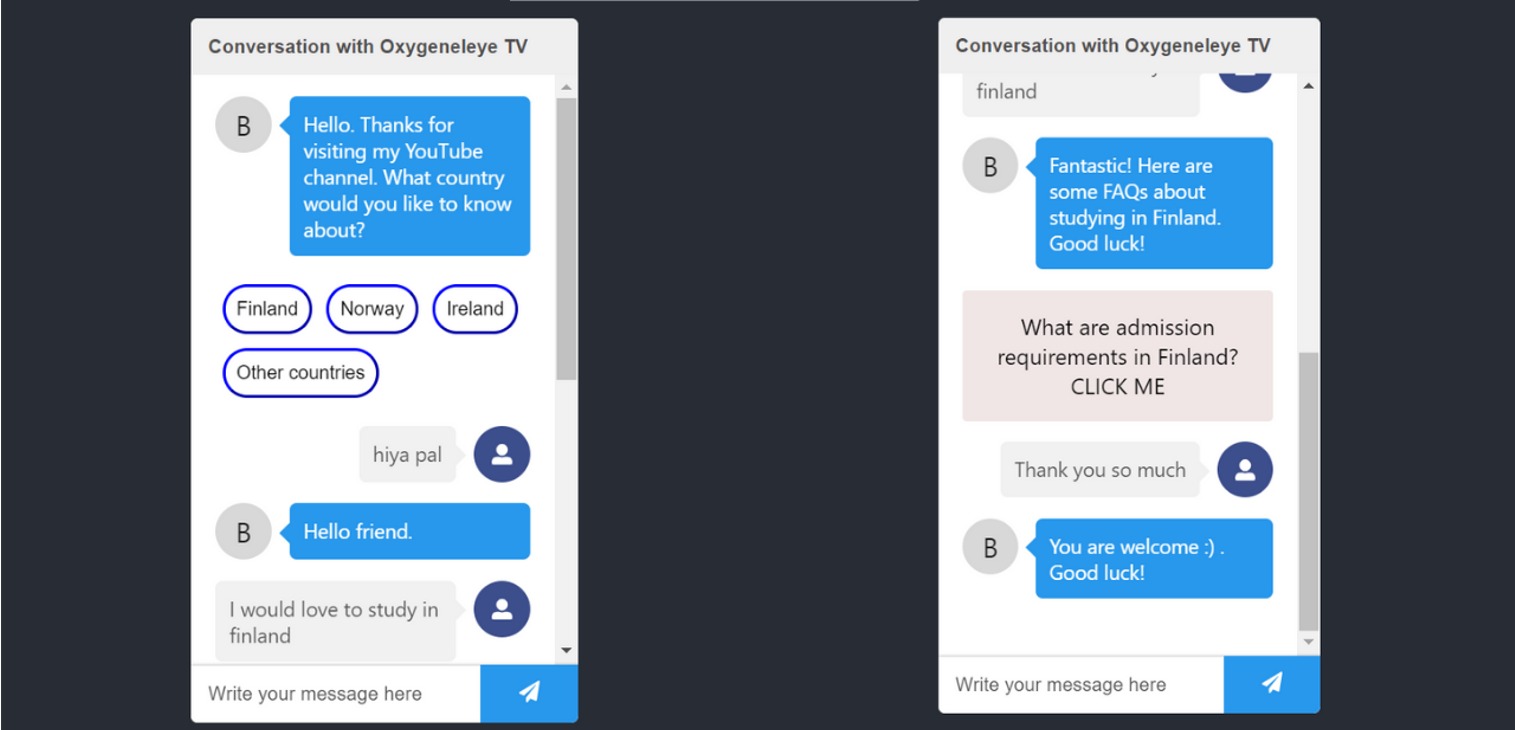 Conversation with Oxygeneleye TV
B
Hello. Thanks for
visiting my YouTube
channel. What country
would you like to know
about?
Finland
Norway
Ireland
Other countries
hiya pal
B
Hello friend.
I would love to study in
finland
Write your message here
Conversation with Oxygeneleye TV
finland
B
Fantastic! Here are
some FAQs about
studying in Finland.
Good luck!
What are admission
requirements in Finland?
CLICK ME
Thank you so much
B
You are welcome :) .
Good luck!
Write your message here